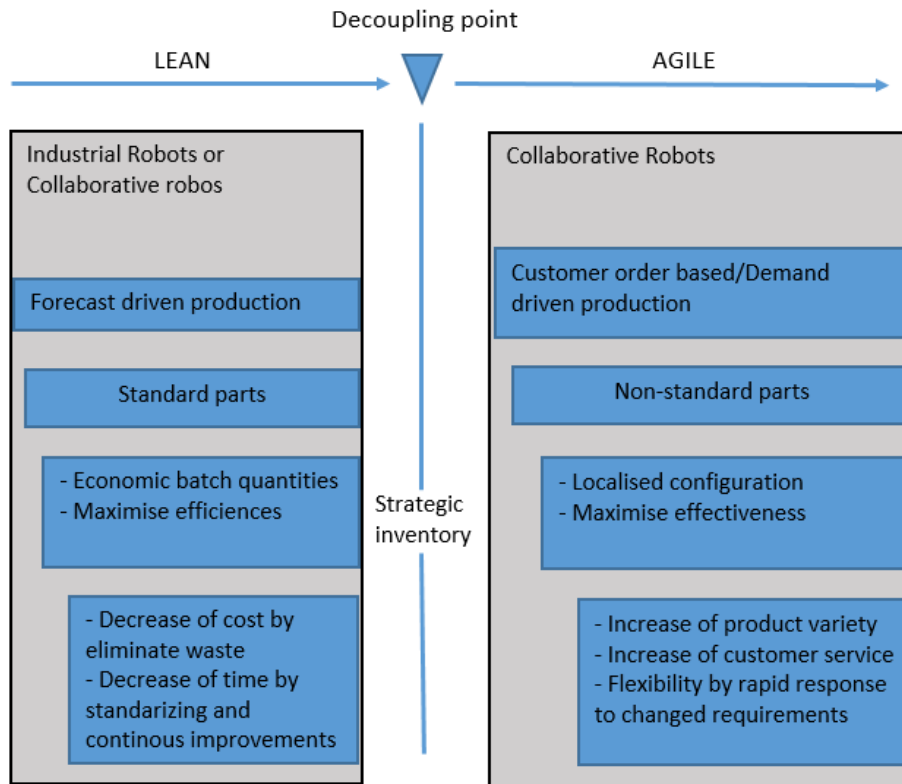 Decoupling point
LEAN
AGILE
Industrial Robots or
Collaborative robos
Forecast driven production
Standard parts
- Economic batch quantities
- Maximise efficiences
- Decrease of cost by
eliminate waste
- Decrease of time by
standarizing and
continous improvements
Strategic
inventory
Collaborative Robots
Customer order based/Demand
driven production
Non-standard parts
- Localised configuration
- Maximise effectiveness
- Increase of product variety
- Increase of customer service
- Flexibility by rapid response
to changed requirements